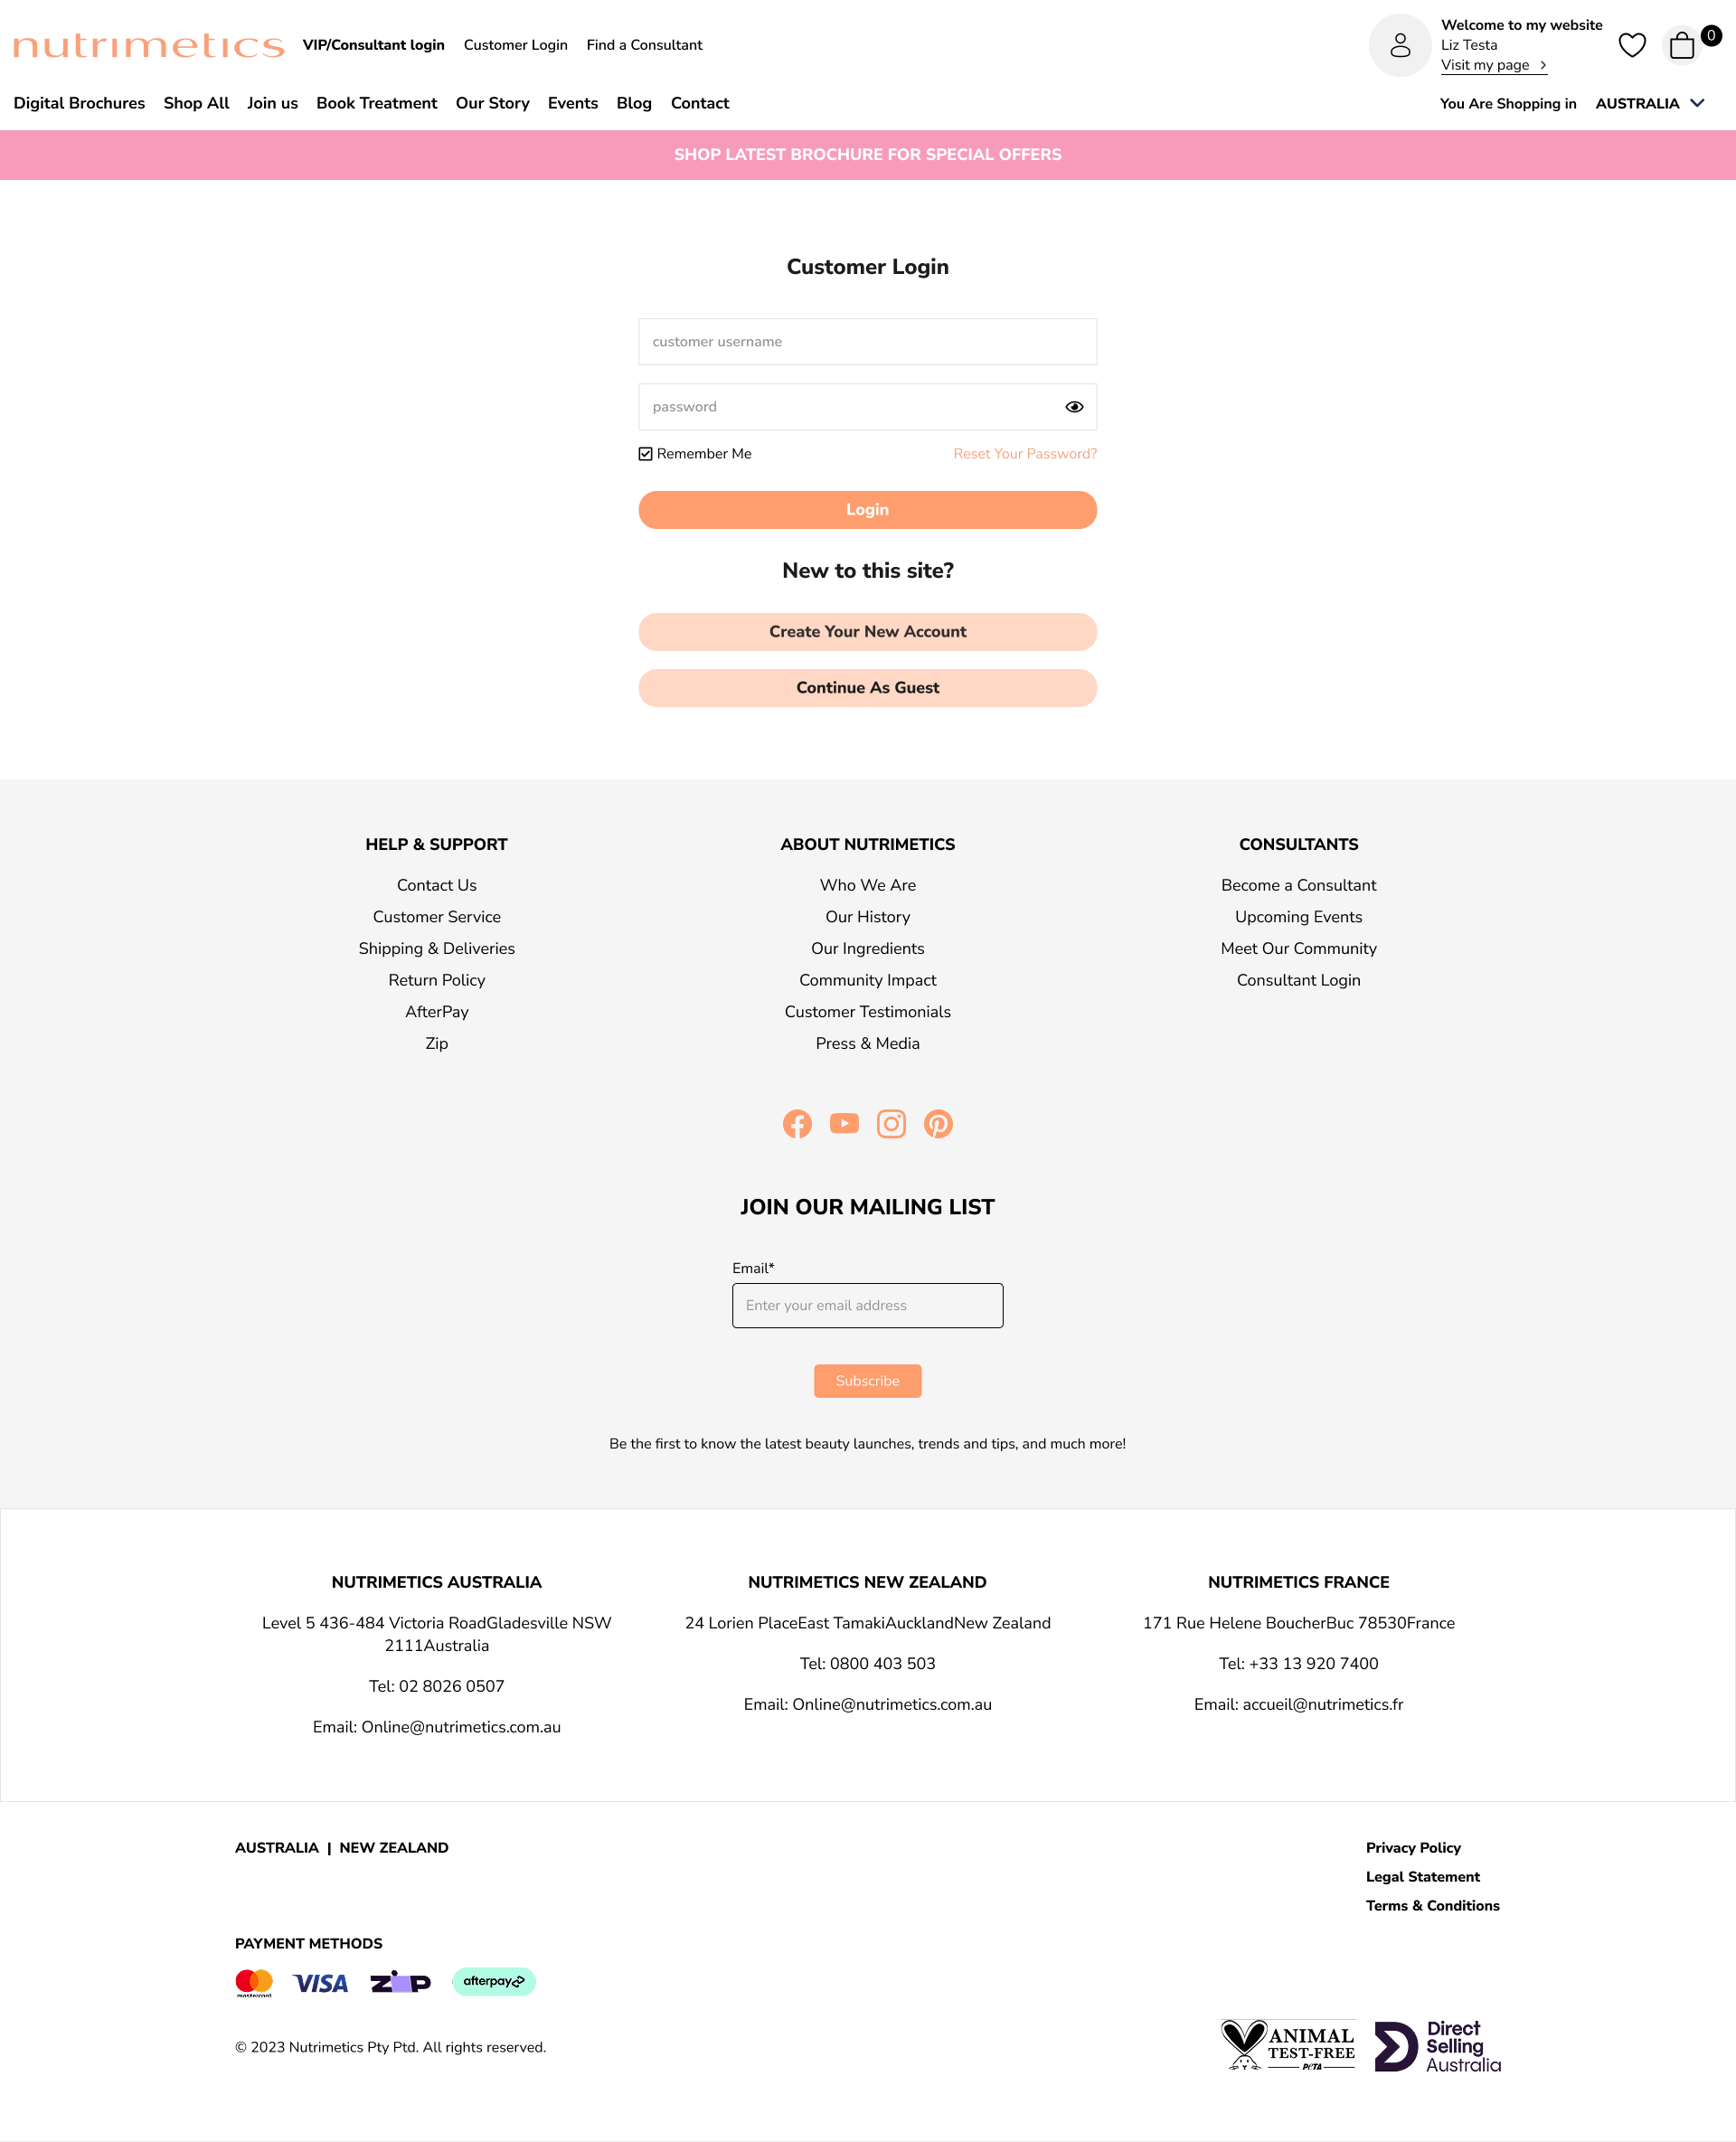 nutrimetics
VIP/Consultant login Customer Login Find a Consultant
Welcome to my website
Liz Testa
Visit my page
0
Digital Brochures Shop All Join us Book Treatment Our Story Events Blog Contact
You Are Shopping in AUSTRALIA
SHOP LATEST BROCHURE FOR SPECIAL OFFERS
Customer Login
customer username
password
Remember Me Reset Your Password?
Login
New to this site?
Create Your New Account
Continue As Guest
HELP & SUPPORT
Contact Us
Customer Service
Shipping & Deliveries
Return Policy
AfterPay
Zip
ABOUT NUTRIMETICS
Who We Are
Our History
Our Ingredients
Community Impact
Customer Testimonials
Press & Media
CONSULTANTS
Become a Consultant
Upcoming Events
Meet Our Community
Consultant Login
JOIN OUR MAILING LIST
Email*
Enter your email address
Subscribe
Be the first to know the latest beauty launches, trends and tips, and much more!
NUTRIMETICS AUSTRALIA
Level 5 436-484 Victoria RoadGladesville NSW
2111Australia
Tel: 02 8026 0507
Email: Online@nutrimetics.com.au
NUTRIMETICS NEW ZEALAND
24 Lorien PlaceEast TamakiAucklandNew Zealand
Tel: 0800 403 503
Email: Online@nutrimetics.com.au
NUTRIMETICS FRANCE
171 Rue Helene BoucherBuc 78530France
Tel: +33 13 920 7400
Email: accueil@nutrimetics.fr
AUSTRALIA | NEW ZEALAND
Privacy Policy
Legal Statement
Terms & Conditions
PAYMENT METHODS
mastercard
VISA
ZIP
afterpay
© 2023 Nutrimetics Pty Ptd. All rights reserved.
ANIMAL
TEST-FREE
PETA
Direct
Selling
Australia